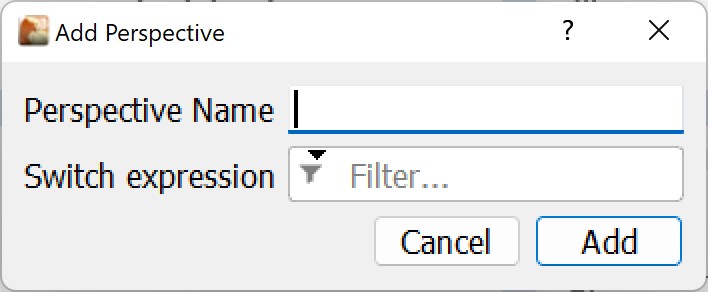 Add Perspective ?
Perspective Name
Switch expression Filter...
Cancel Add